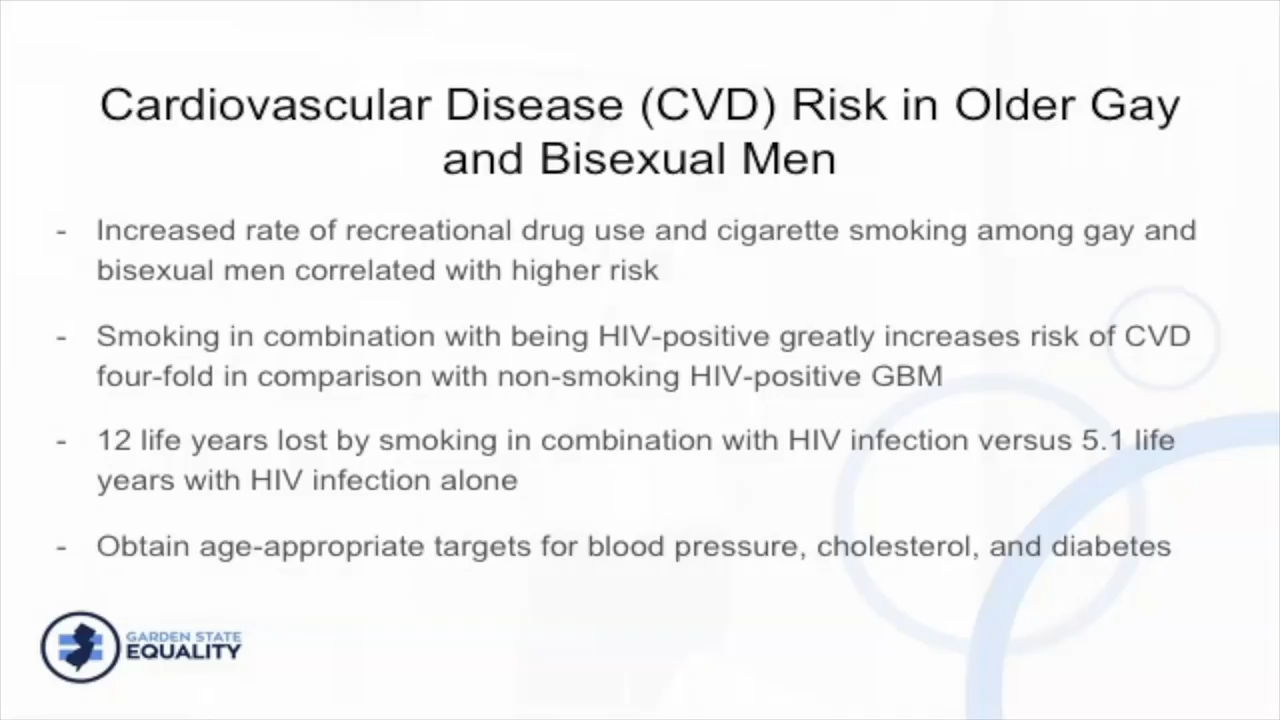 Cardiovascular Disease (CVD) Risk in Older Gay
and Bisexual Men
- Increased rate of recreational drug use and cigarette smoking among gay and
bisexual men correlated with higher risk
- Smoking in combination with being HIV-positive greatly increases risk of CVD
four-fold in comparison with non-smoking HIV-positive GBM
- 12 life years lost by smoking in combination with HIV infection versus 5.1 life
years with HIV infection alone
- Obtain age-appropriate targets for blood pressure, cholesterol, and diabetes
GARDEN STATE
EQUALITY